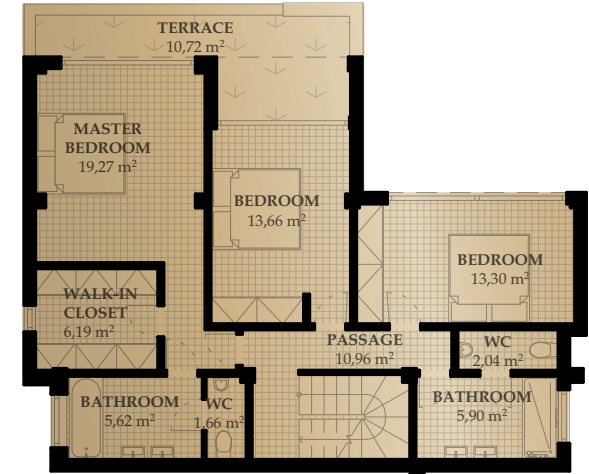 TERRACE
10,72 m²
MASTER
BEDROOM
19,27 m²
BEDROOM
13,66 m²
BEDROOM
13,30 m²
WALK-IN
CLOSET
6,19 m²
PASSAGE
10,96 m²
WC
2,04 m²
BATHROOM
5,62 m²
WC
1,66 m²
BATHROOM
5,90 m²